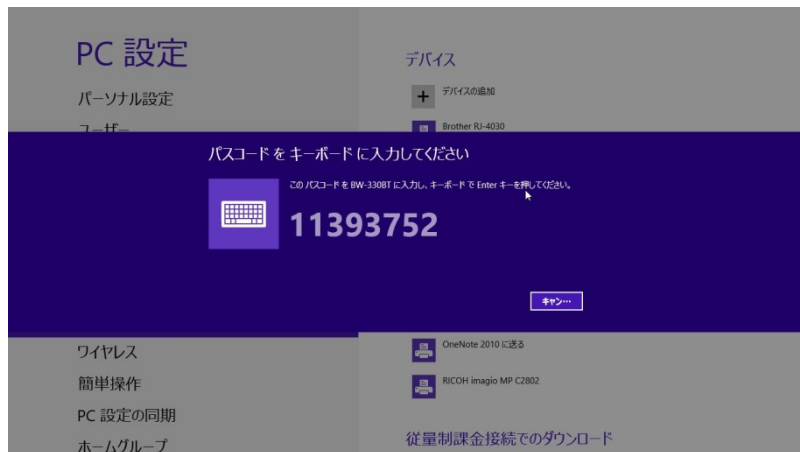 PC 設定
パーソナル設定
ユーザー
デバイス
デバイスの追加
Brother RJ-4030
パスコード を キーボード に入力してください
この パスコード を BW-330BT に入力し、キーボード で Enter キーを押してください。
11393752
キャン…
ワイヤレス
簡単操作
PC 設定の同期
ホームグループ
OneNote 2010 に送る
RICOH imagio MP C2802
従量制課金接続でのダウンロード